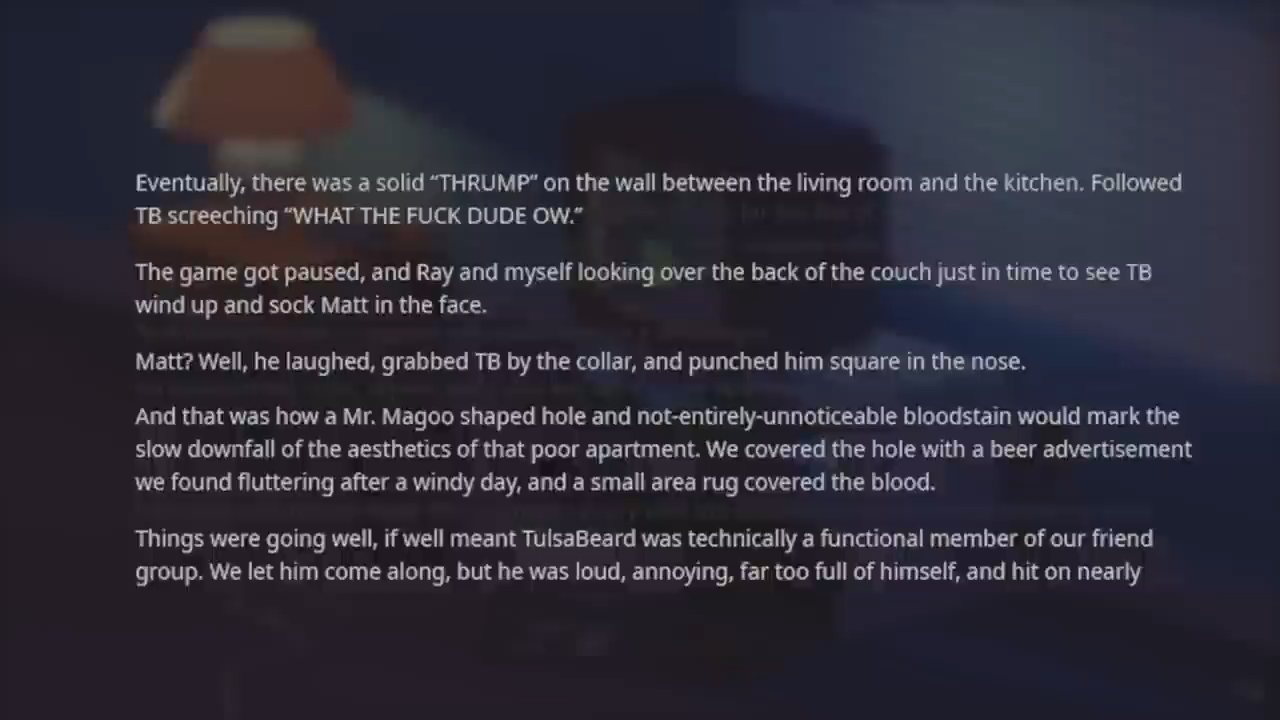 Eventually, there was a solid “THRUMP” on the wall between the living room and the kitchen. Followed
TB screeching “WHAT THE FUCK DUDE OW.”
The game got paused, and Ray and myself looking over the back of the couch just in time to see TB
wind up and sock Matt in the face.
Matt? Well, he laughed, grabbed TB by the collar, and punched him square in the nose.
And that was how a Mr. Magoo shaped hole and not-entirely-unnoticeable bloodstain would mark the
slow downfall of the aesthetics of that poor apartment. We covered the hole with a beer advertisement
we found fluttering after a windy day, and a small area rug covered the blood.
Things were going well, if well meant TulsaBeard was technically a functional member of our friend
group. We let him come along, but he was loud, annoying, far too full of himself, and hit on nearly